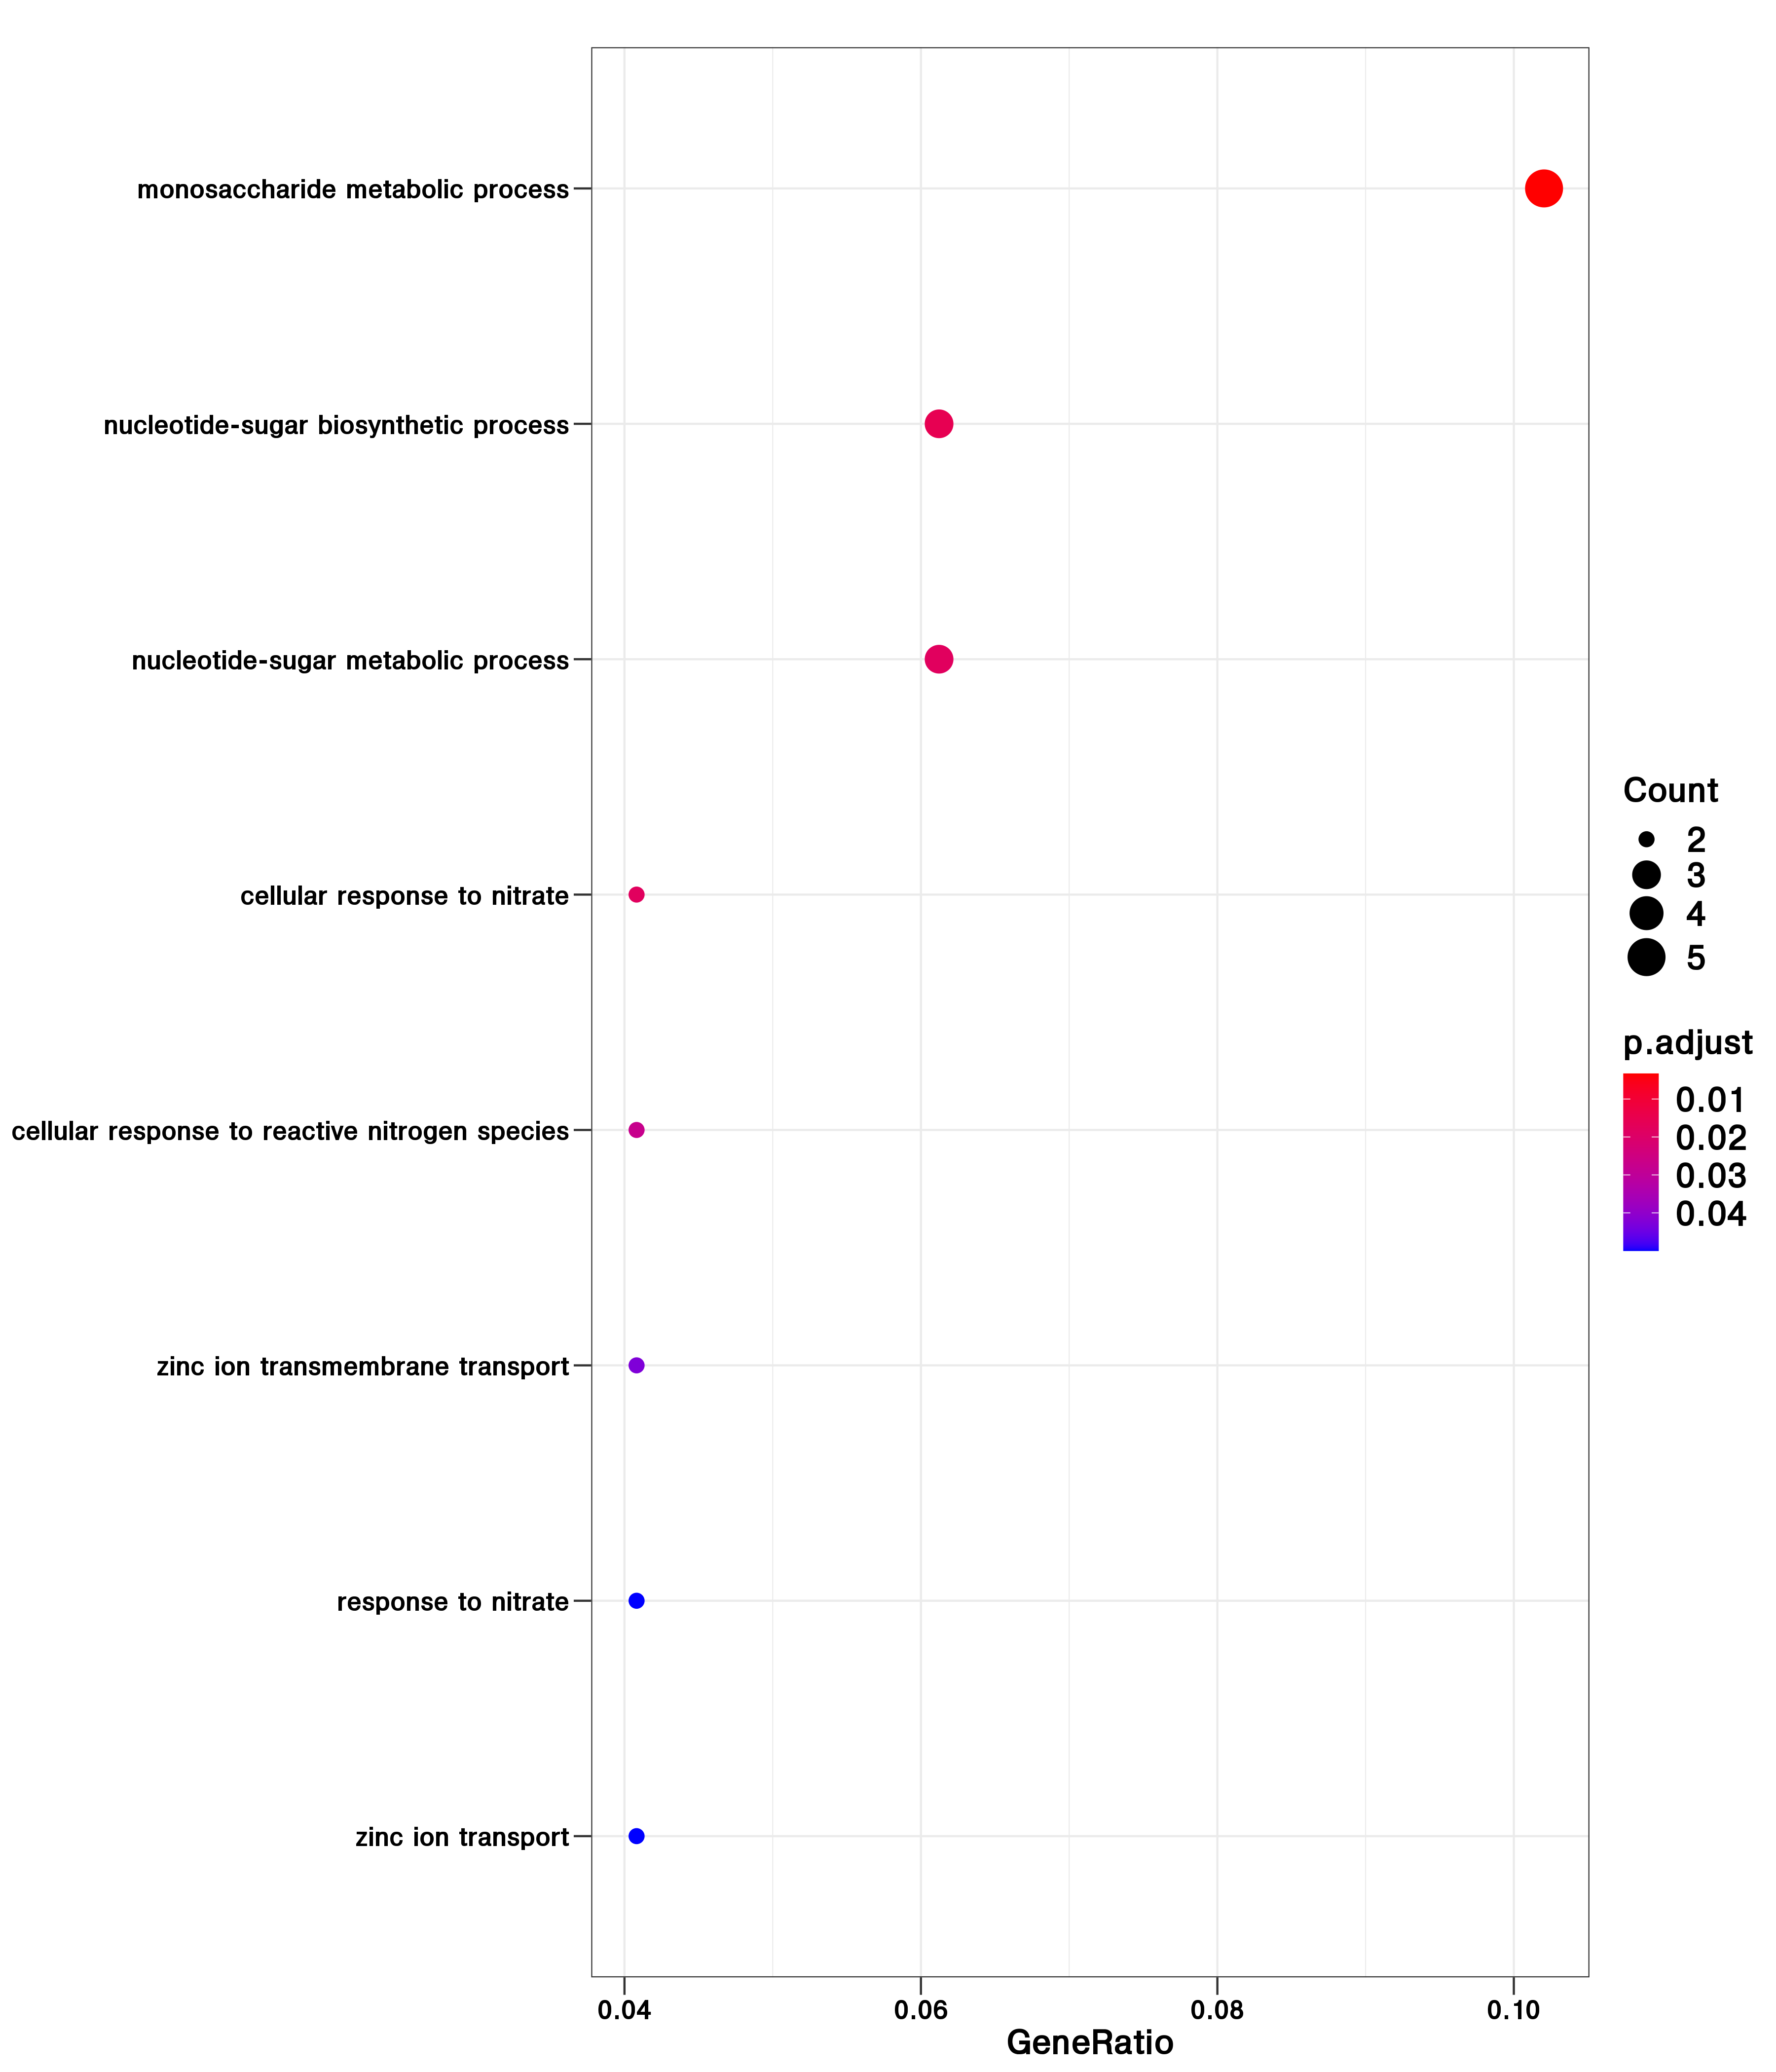 monosaccharide metabolic process
nucleotide-sugar biosynthetic process
nucleotide-sugar metabolic process
cellular response to nitrate
cellular response to reactive nitrogen species
zinc ion transmembrane transport
response to nitrate
zinc ion transport
0.04
0.06
0.08
0.10
GeneRatio
Count
2
3
4
5
p.adjust
0.01
0.02
0.03
0.04